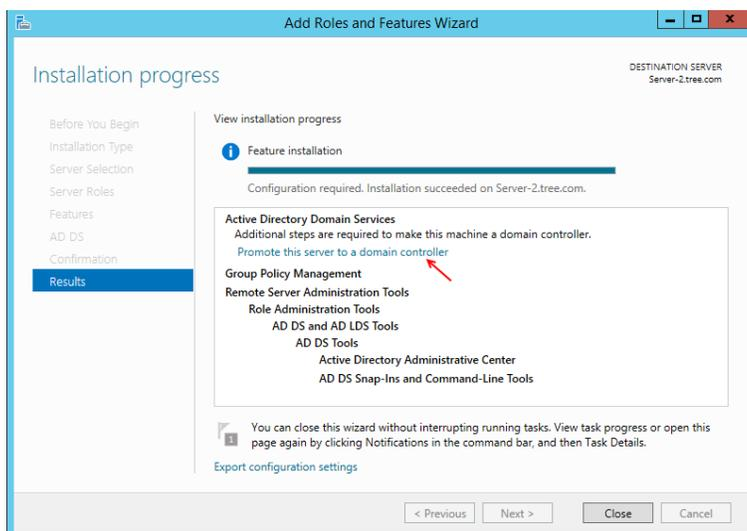 Add Roles and Features Wizard
Installation progress
DESTINATION SERVER
Server-2.tree.com
Before You Begin
Installation Type
Server Selection
Server Roles
Features
AD DS
Confirmation
Results
View installation progress
Feature installation
Configuration required. Installation succeeded on Server-2.tree.com.
Active Directory Domain Services
Additional steps are required to make this machine a domain controller.
Promote this server to a domain controller
Group Policy Management
Remote Server Administration Tools
Role Administration Tools
AD DS and AD LDS Tools
AD DS Tools
Active Directory Administrative Center
AD DS Snap-Ins and Command-Line Tools
1
You can close this wizard without interrupting running tasks. View task progress or open this
page again by clicking Notifications in the command bar, and then Task Details.
Export configuration settings
< Previous
Next >
Close
Cancel